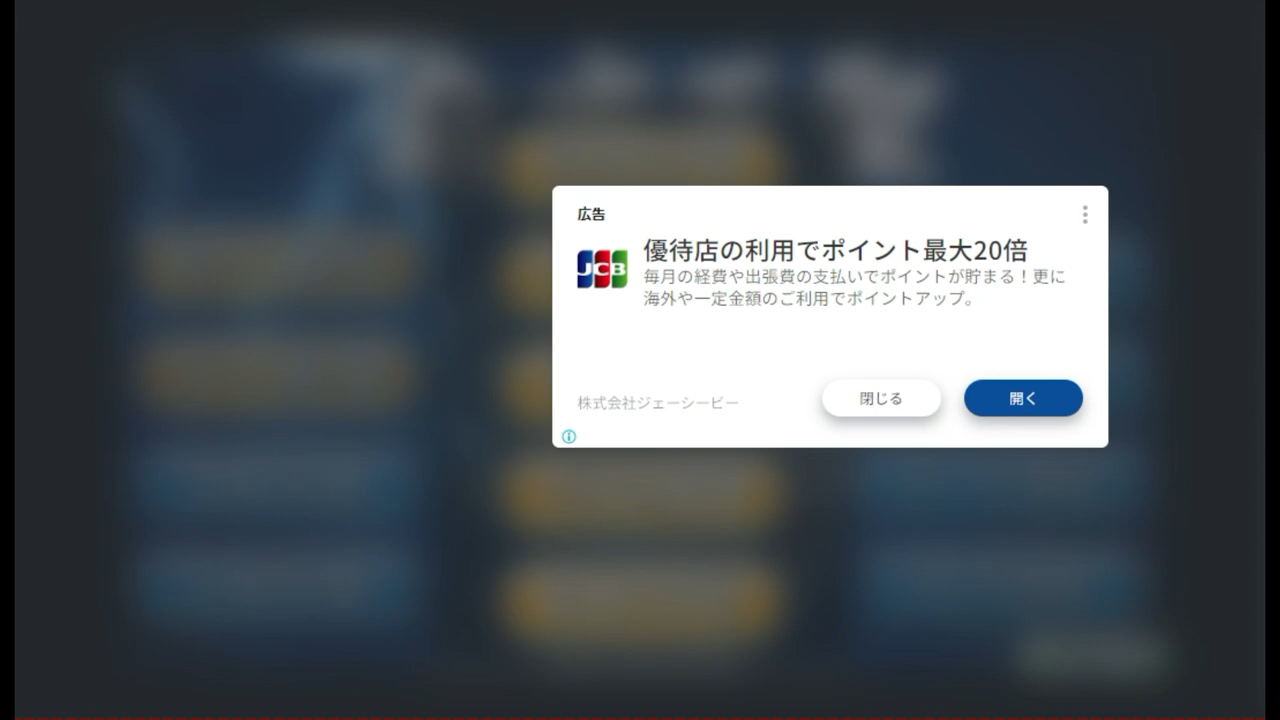 広告
JCB
優待店の利用でポイント最大20倍
毎月の経費や出張費の支払いでポイントが貯まる！更に
海外や一定金額のご利用でポイントアップ。
株式会社ジェーシービー
閉じる
開く